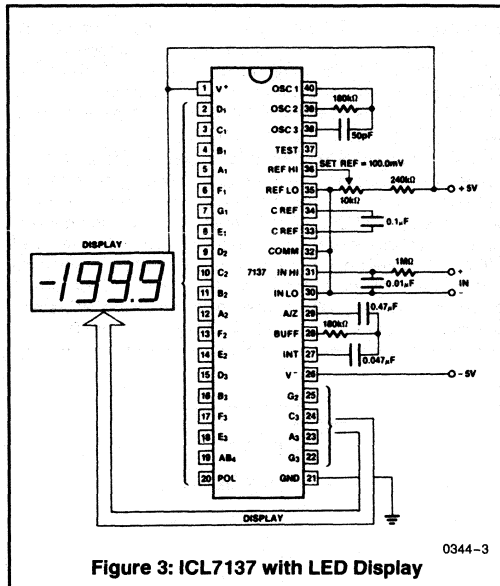 1 V+ OSC 1 40
2 D1 OSC 2 39 180kΩ
3 C1 OSC 3 38 50pF
4 B1 TEST 37
5 A1 REF HI 36 SET REF = 100.0mV
6 F1 REF LO 35 10kΩ 240kΩ + 5V
7 G1 C REF 34
8 E1 C REF 33 0.1μF
9 D2 COMM 32
10 C2 7137 IN HI 31 1MΩ +
0.01μF IN
11 B2 IN LO 30 -
12 A2 A/Z 29 0.47μF
13 F2 BUFF 28 180kΩ
14 E2 INT 27 0.047μF
15 D3 V- 26 - 5V
16 B3 G2 25
17 F3 C3 24
18 E3 A3 23
19 AB4 G3 22
20 POL GND 21
DISPLAY
-199.9
DISPLAY
0344-3
Figure 3: ICL7137 with LED Display